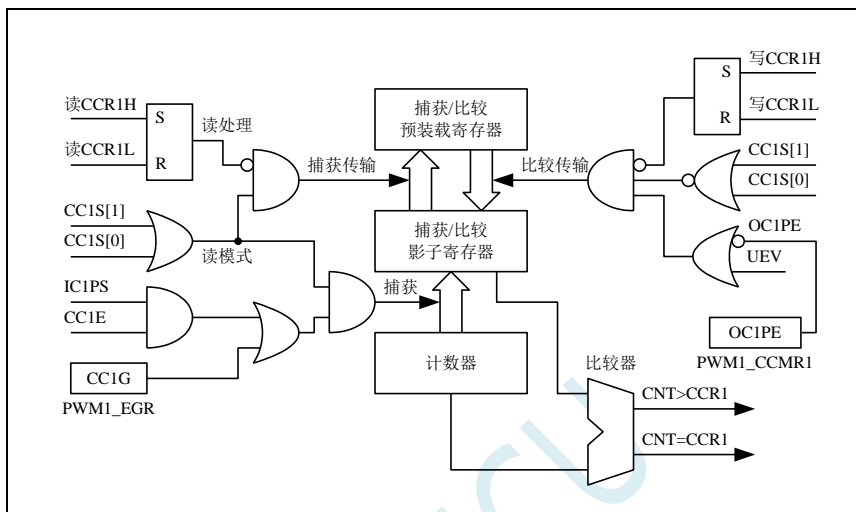 读CCR1H
读CCR1L
S
R
读处理
捕获传输
CC1S[1]
CC1S[0]
读模式
IC1PS
CC1E
CC1G
PWM1_EGR
捕获
捕获/比较
预装载寄存器
捕获/比较
影子寄存器
计数器
比较传输
S
R
写CCR1H
写CCR1L
CC1S[1]
CC1S[0]
OC1PE
UEV
OC1PE
PWM1_CCMR1
比较器
CNT>CCR1
CNT=CCR1